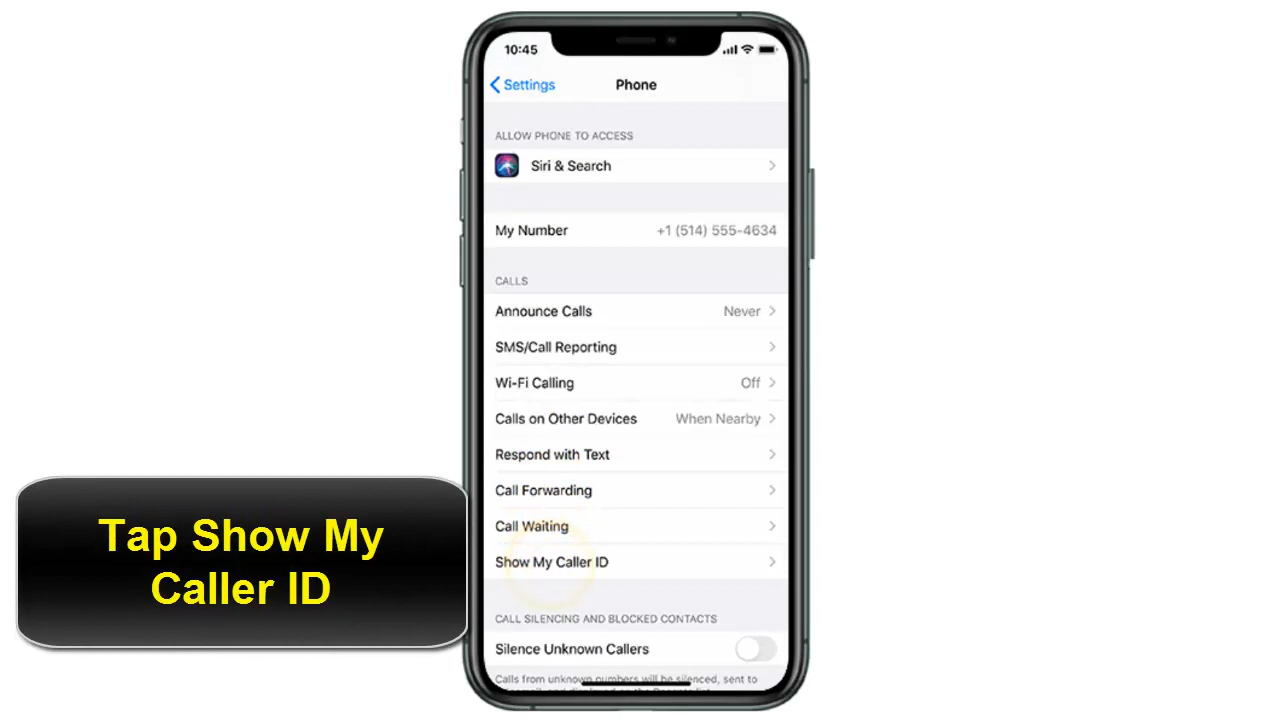 10:45
Settings
Phone
ALLOW PHONE TO ACCESS
Siri & Search
My Number +1 (514) 555-4634
CALLS
Announce Calls Never
SMS/Call Reporting
Wi-Fi Calling Off
Calls on Other Devices When Nearby
Respond with Text
Call Forwarding
Call Waiting
Show My Caller ID
Tap Show My
Caller ID
CALL SILENCING AND BLOCKED CONTACTS
Silence Unknown Callers
Calls from unknown numbers will be silenced, sent to